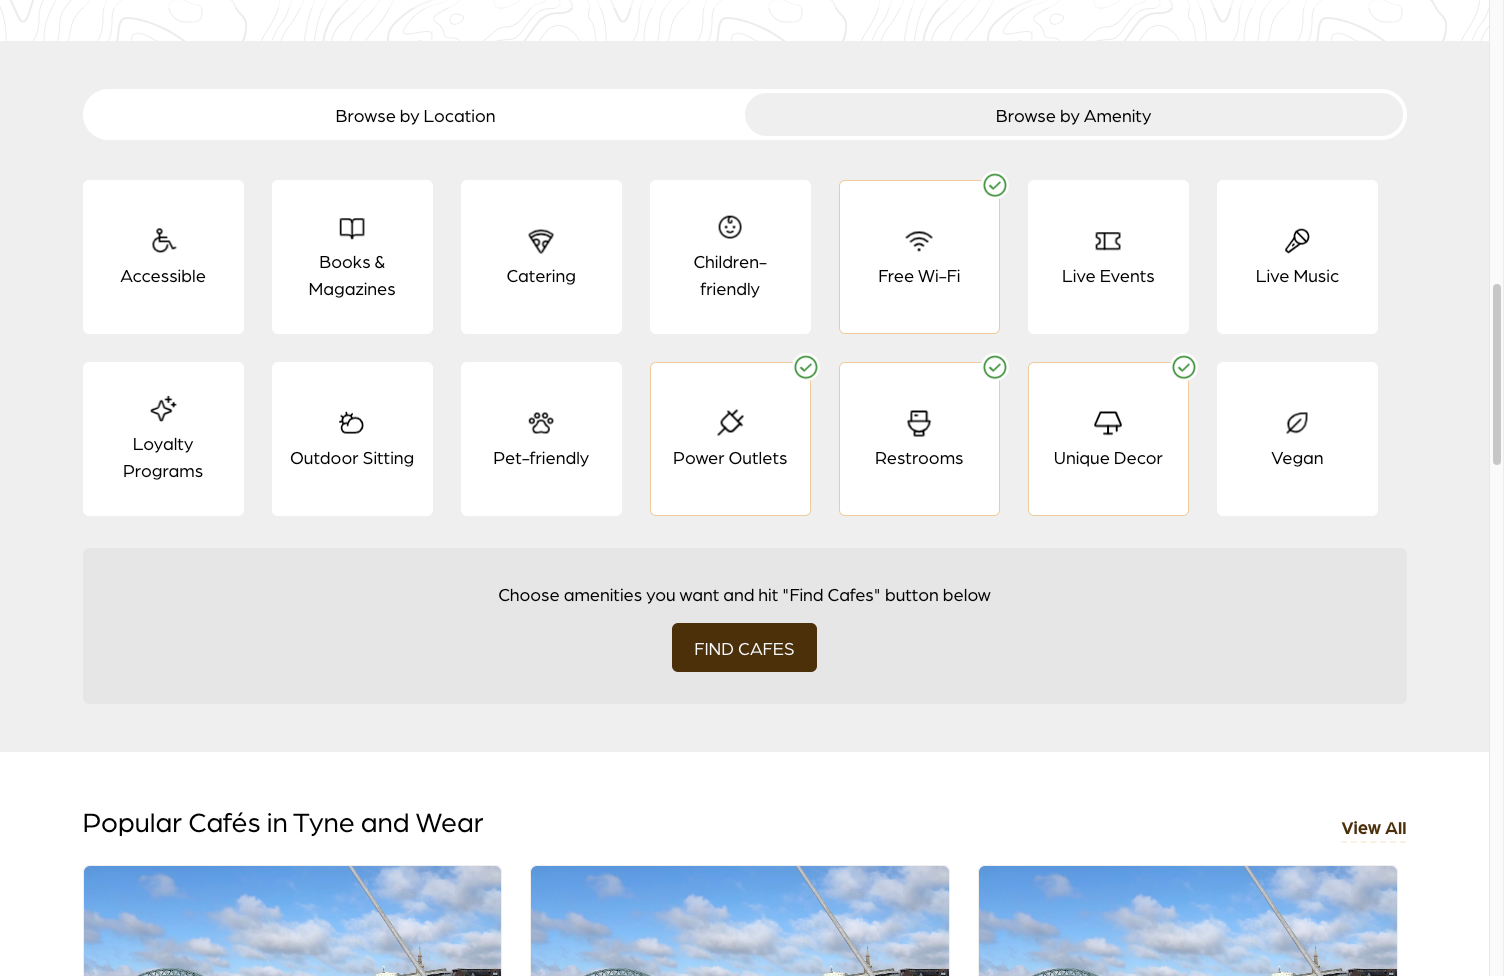 Browse by Location
Browse by Amenity
Accessible
Books &
Magazines
Catering
Children-
friendly
Free Wi-Fi
Live Events
Live Music
Loyalty
Programs
Outdoor Sitting
Pet-friendly
Power Outlets
Restrooms
Unique Decor
Vegan
Choose amenities you want and hit "Find Cafes" button below
FIND CAFES
Popular Cafés in Tyne and Wear
View All